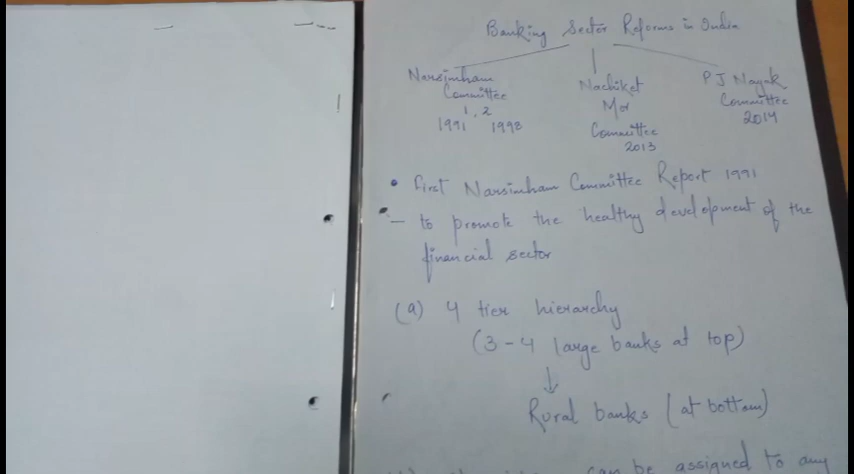 Banking Sector Reforms in India
Narsimham
Committee
1, 2
1991 1998
Nachiket
Mor
Committee
2013
P J Nayak
Committee
2014
• First Narsimham Committee Report 1991
– to promote the healthy development of the
financial sector
(a) 4 tier hierarchy
(3-4 large banks at top)
↓
Rural banks (at bottom)
can be assigned to any